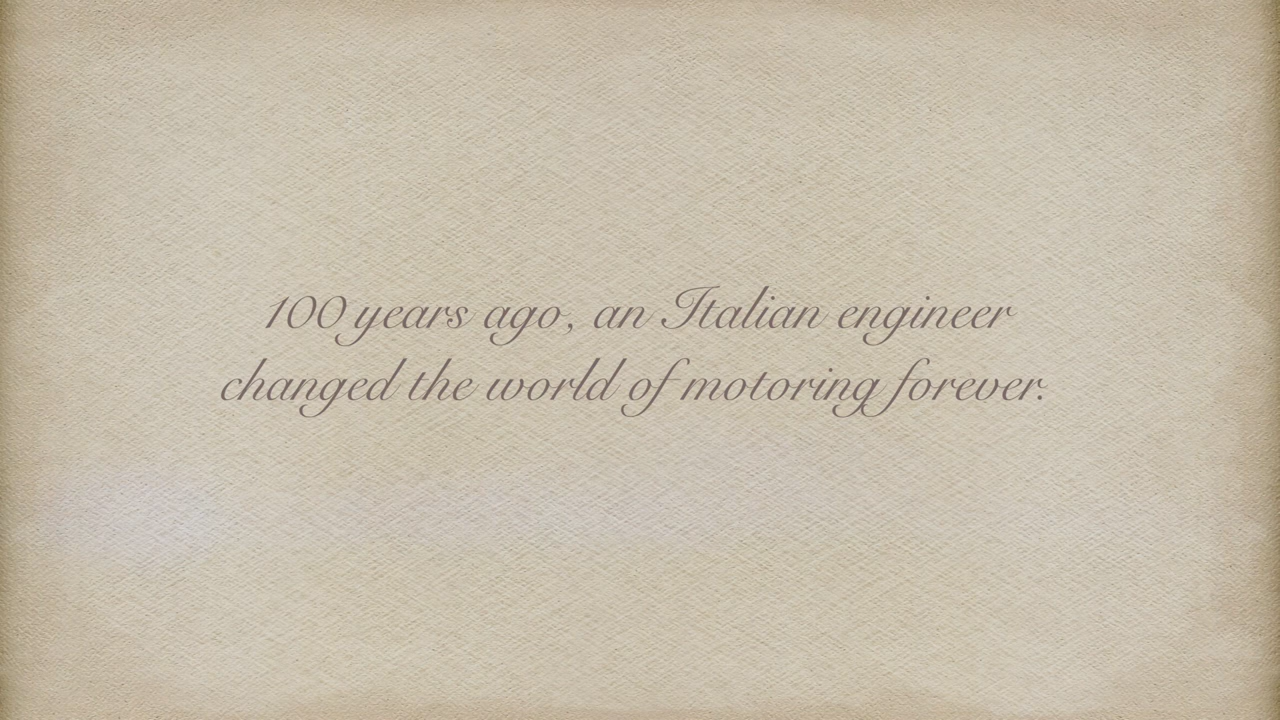 100 years ago, an Italian engineer
changed the world of motoring forever.